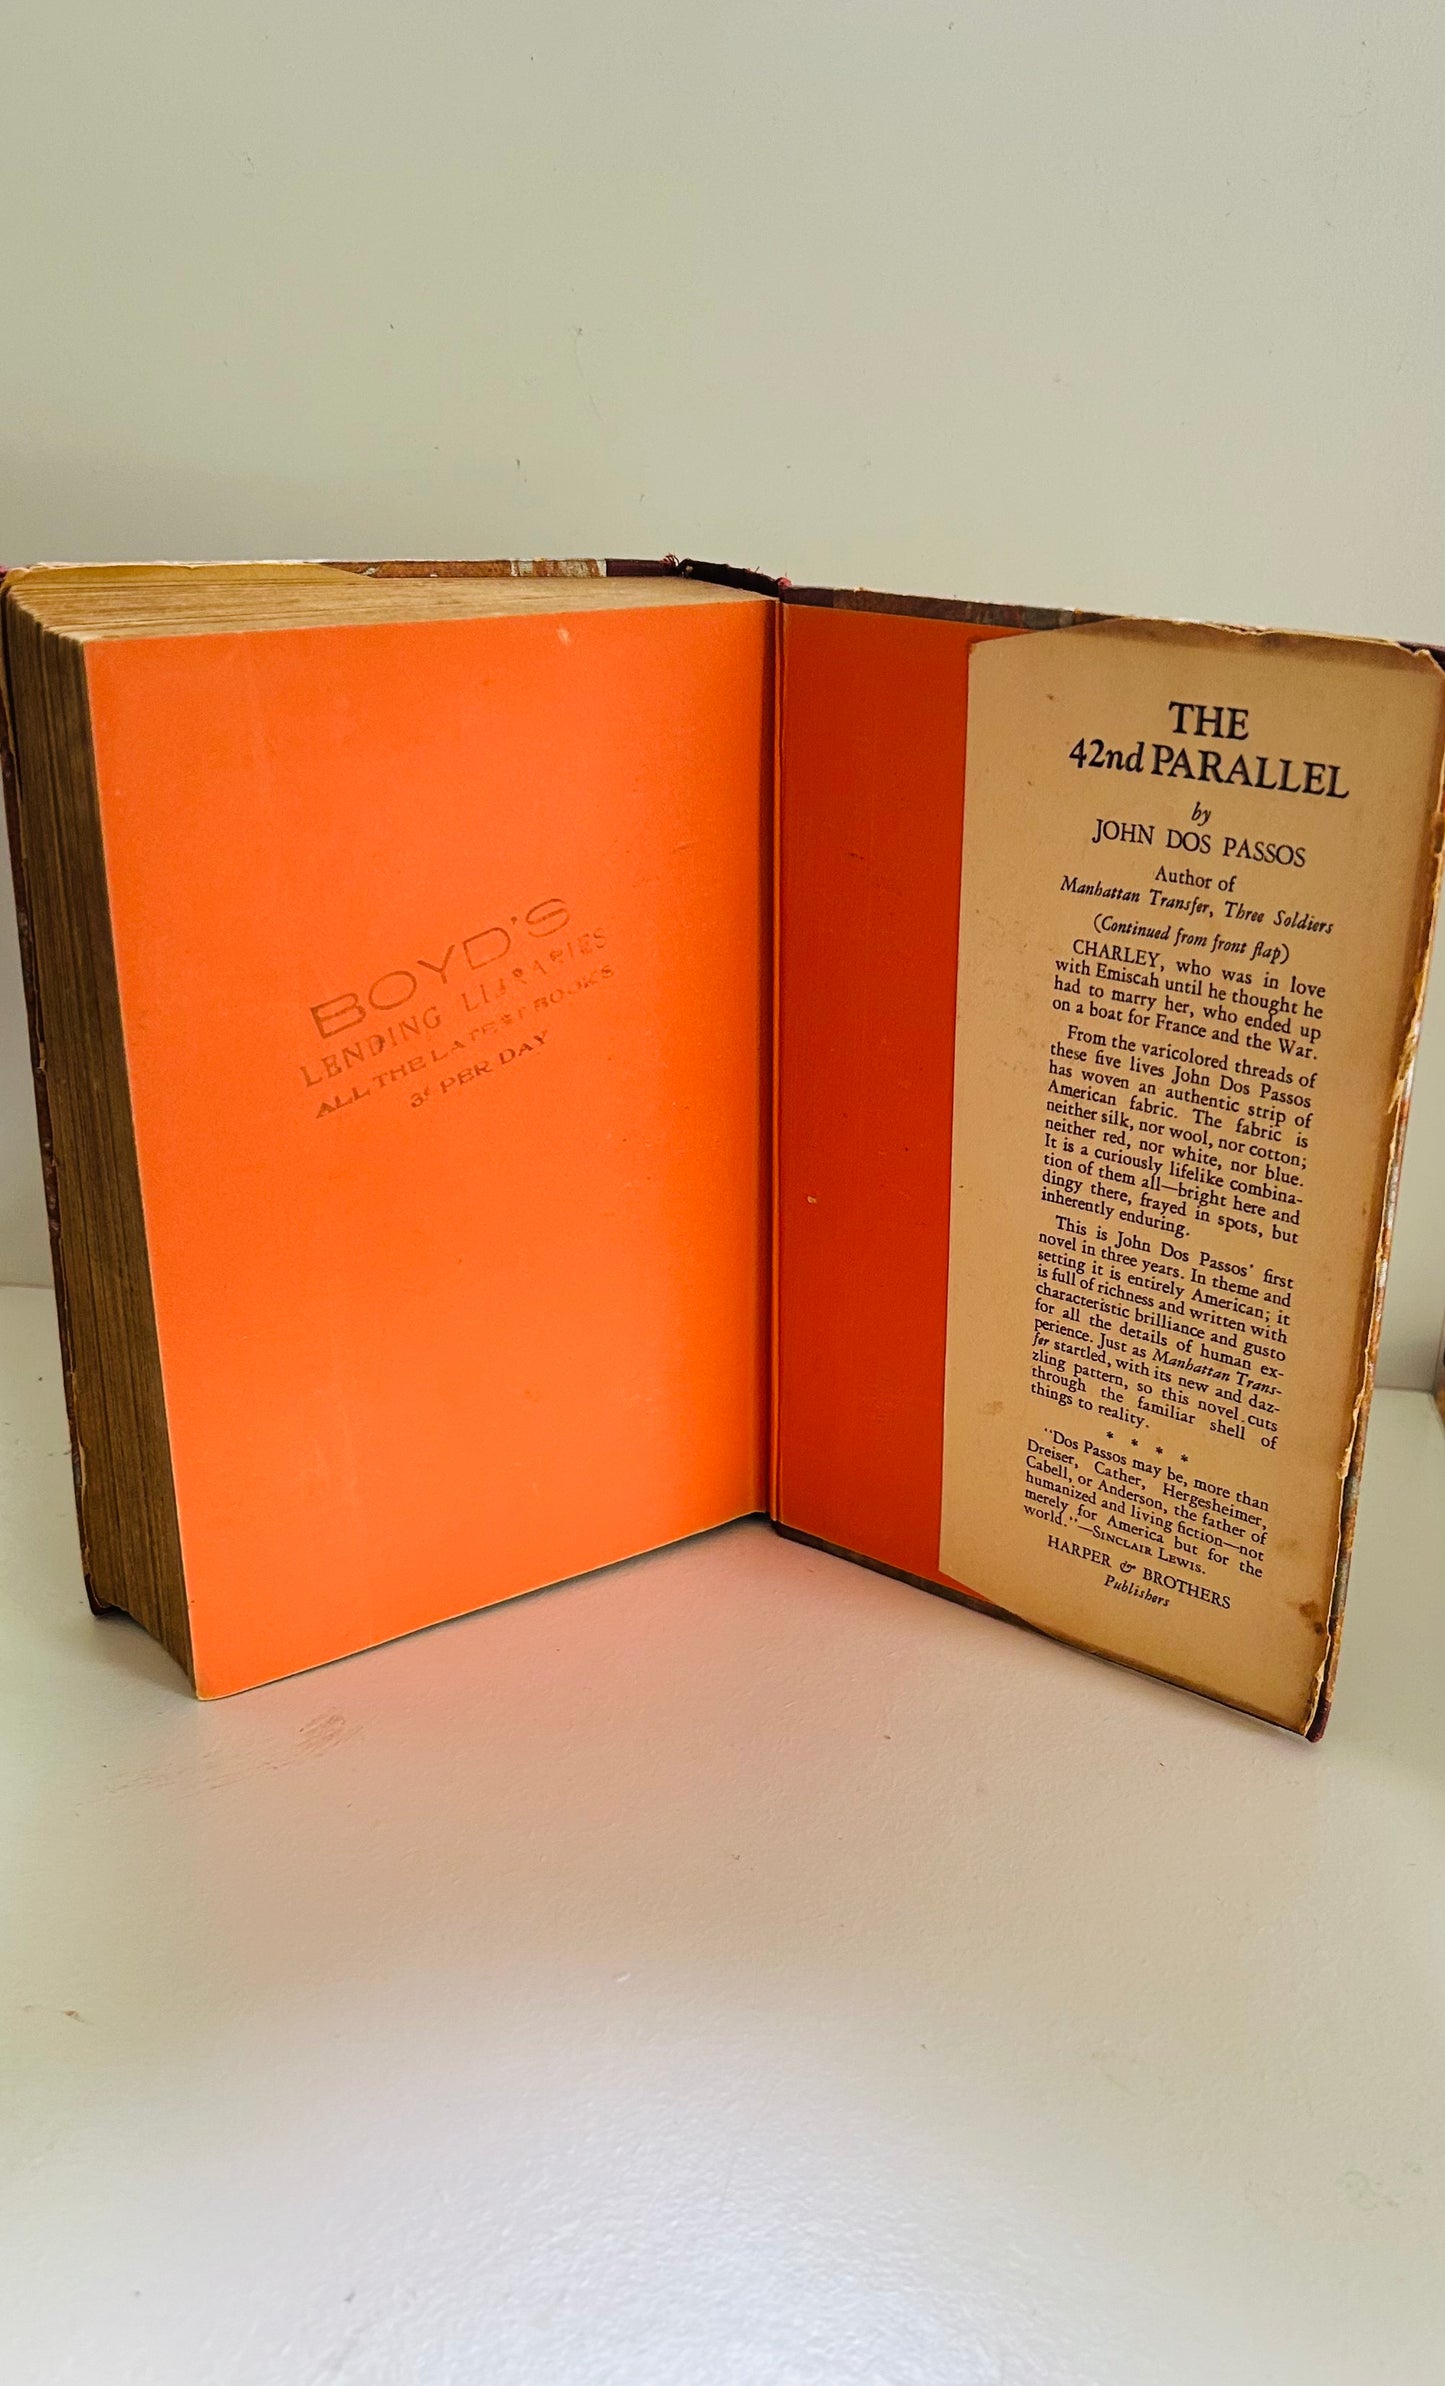 BOYD'S
LENDING LIBRARIES
ALL THE LATEST BOOKS
3¢ PER DAY
THE
42nd PARALLEL
by
JOHN DOS PASSOS
Author of
Manhattan Transfer, Three Soldiers
(Continued from front flap)
CHARLEY, who was in love
with Emiscah until he thought he
had to marry her, who ended up
on a boat for France and the War.
From the varicolored threads of
these five lives John Dos Passos
has woven an authentic strip of
American fabric. The fabric is
neither silk, nor wool, nor cotton;
neither red, nor white, nor blue.
It is a curiously lifelike combina-
tion of them all—bright here and
dingy there, frayed in spots, but
inherently enduring.
This is John Dos Passos' first
novel in three years. In theme and
setting it is entirely American; it
is full of richness and written with
characteristic brilliance and gusto
for all the details of human ex-
perience. Just as Manhattan Trans-
fer startled, with its new and daz-
zling pattern, so this novel cuts
through the familiar shell of
things to reality.
* * * *
"Dos Passos may be, more than
Dreiser, Cather, Hergesheimer,
Cabell, or Anderson, the father of
humanized and living fiction—not
merely for America but for the
world."—SINCLAIR LEWIS.
HARPER & BROTHERS
Publishers